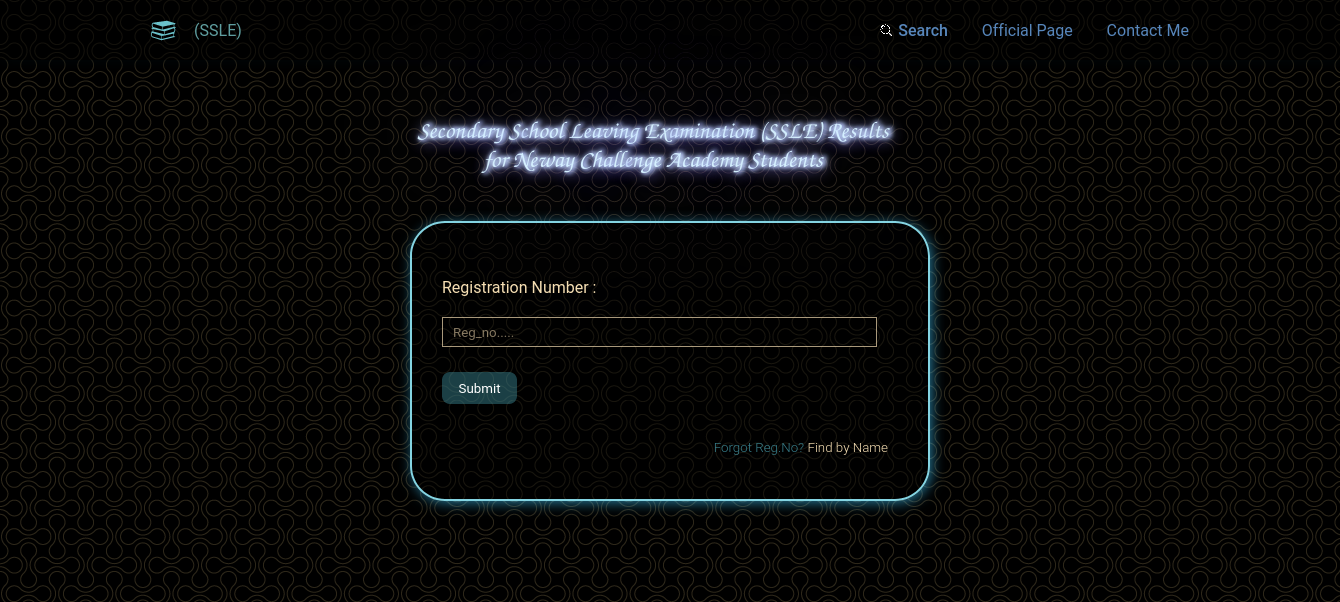 (SSLE)
Search
Official Page
Contact Me
Secondary School Leaving Examination (SSLE) Results
for Neway Challenge Academy Students
Registration Number :
Reg_no.....
Submit
Forgot Reg.No? Find by Name